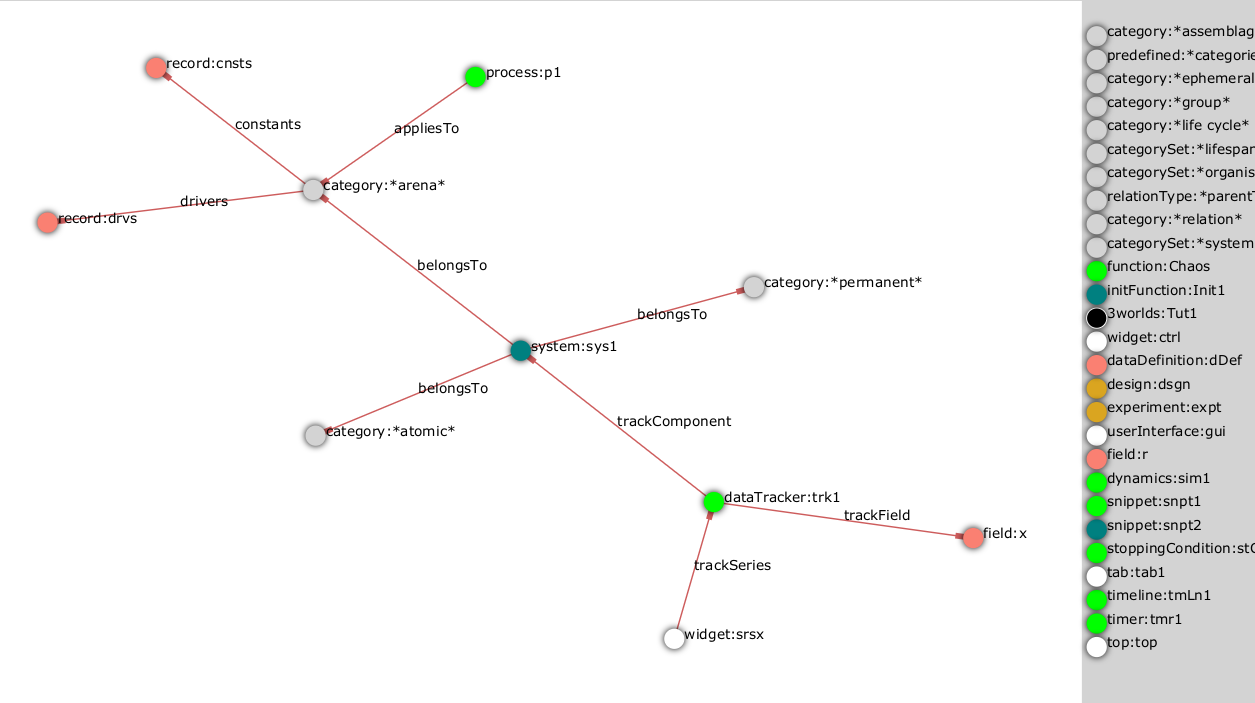 record:cnsts
process:p1
constants
appliesTo
category:*arena*
drivers
record:drvs
belongsTo
category:*permanent*
belongsTo
system:sys1
belongsTo
category:*atomic*
trackComponent
dataTracker:trk1
trackField
field:x
trackSeries
widget:srsx
category:*assemblag
predefined:*categorie
category:*ephemeral
category:*group*
category:*life cycle*
categorySet:*lifespan
categorySet:*organis
relationType:*parentT
category:*relation*
categorySet:*system
function:Chaos
initFunction:Init1
3worlds:Tut1
widget:ctrl
dataDefinition:dDef
design:dsgn
experiment:expt
userInterface:gui
field:r
dynamics:sim1
snippet:snpt1
snippet:snpt2
stoppingCondition:stC
tab:tab1
timeline:tmLn1
timer:tmr1
top:top